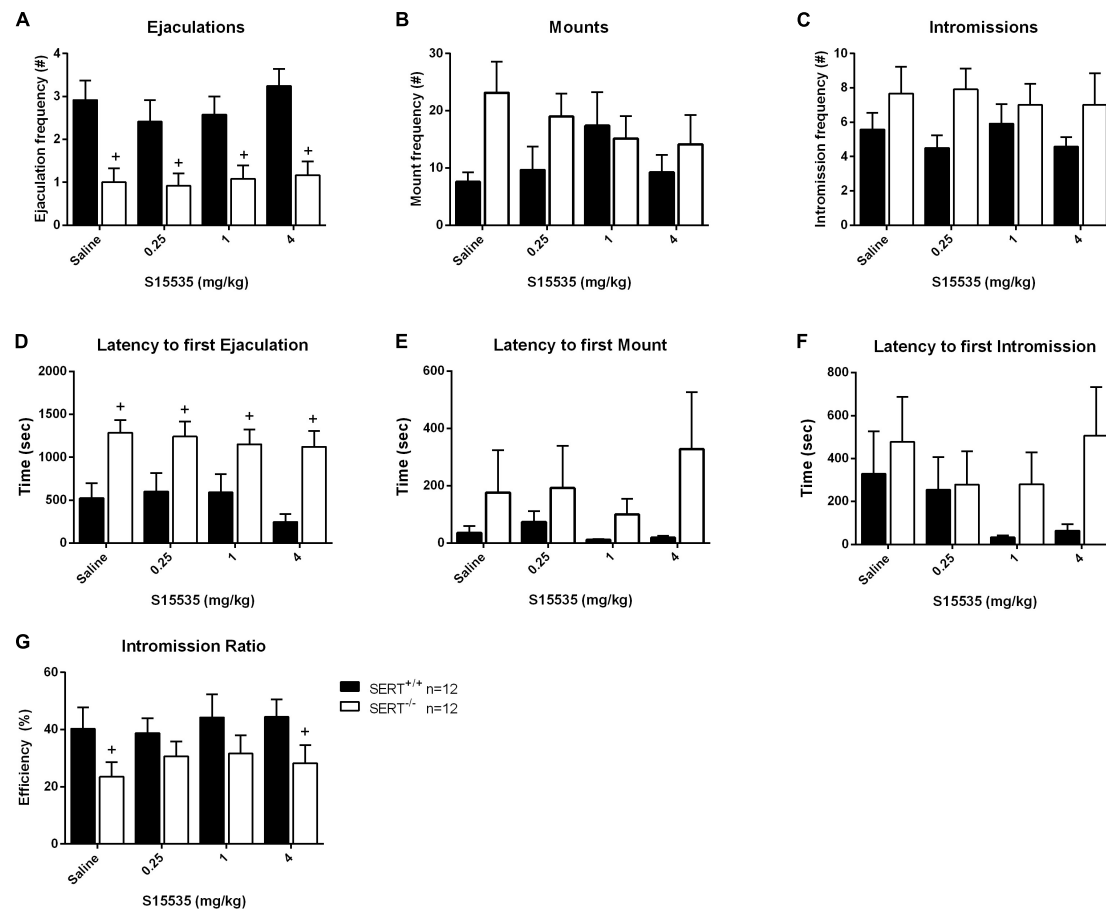 A
Ejaculations
Ejaculation frequency (#)
4
3
2
1
0
+
+
+
+
Saline
0.25
1
4
S15535 (mg/kg)
B
Mounts
Mount frequency (#)
30
20
10
0
Saline
0.25
1
4
S15535 (mg/kg)
C
Intromissions
Intromission frequency (#)
10
8
6
4
2
0
Saline
0.25
1
4
S15535 (mg/kg)
D
Latency to first Ejaculation
Time (sec)
2000
1500
1000
500
0
+
+
+
+
Saline
0.25
1
4
S15535 (mg/kg)
E
Latency to first Mount
Time (sec)
600
400
200
0
Saline
0.25
1
4
S15535 (mg/kg)
F
Latency to first Intromission
Time (sec)
800
600
400
200
0
Saline
0.25
1
4
S15535 (mg/kg)
G
Intromission Ratio
Efficiency (%)
60
40
20
0
+
+
Saline
0.25
1
4
S15535 (mg/kg)
SERT+/+ n=12
SERT-/- n=12